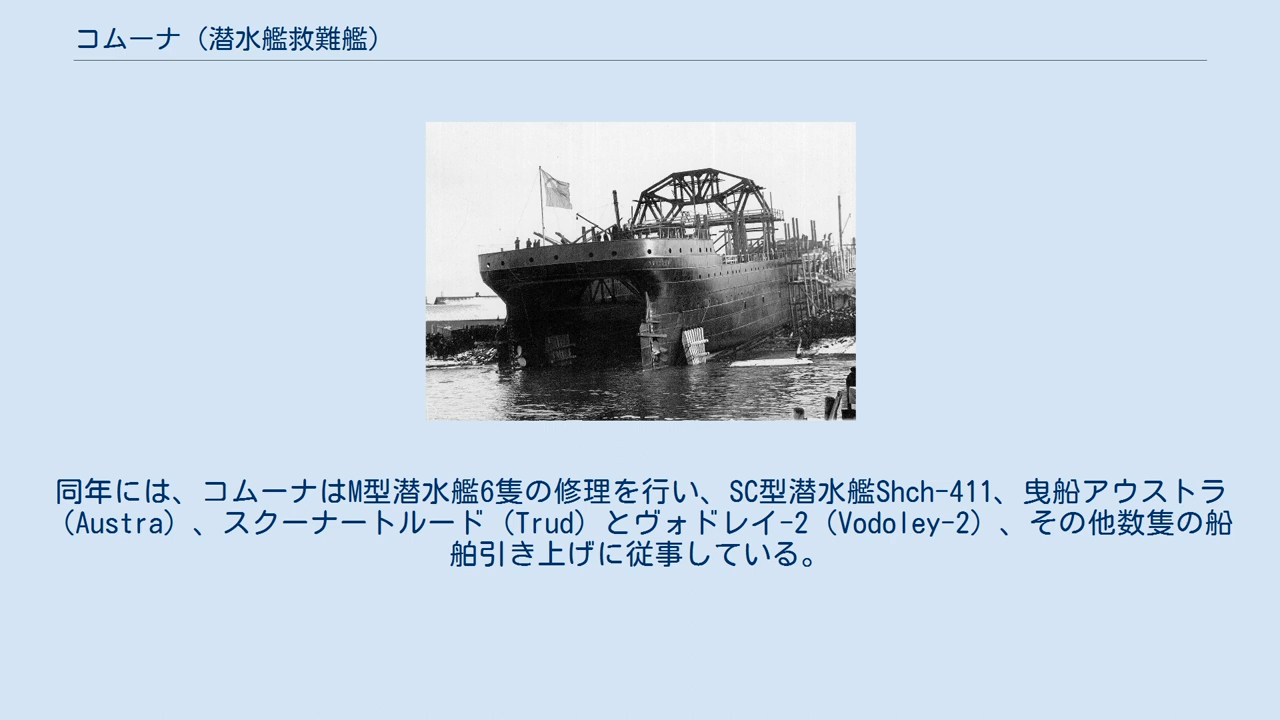 コムーナ（潜水艦救難艦）
同年には、コムーナはM型潜水艦6隻の修理を行い、SC型潜水艦Shch-411、曳船アウストラ
（Austra）、スクーナートルード（Trud）とヴォドレイ-2（Vodoley-2）、その他数隻の船
舶引き上げに従事している。